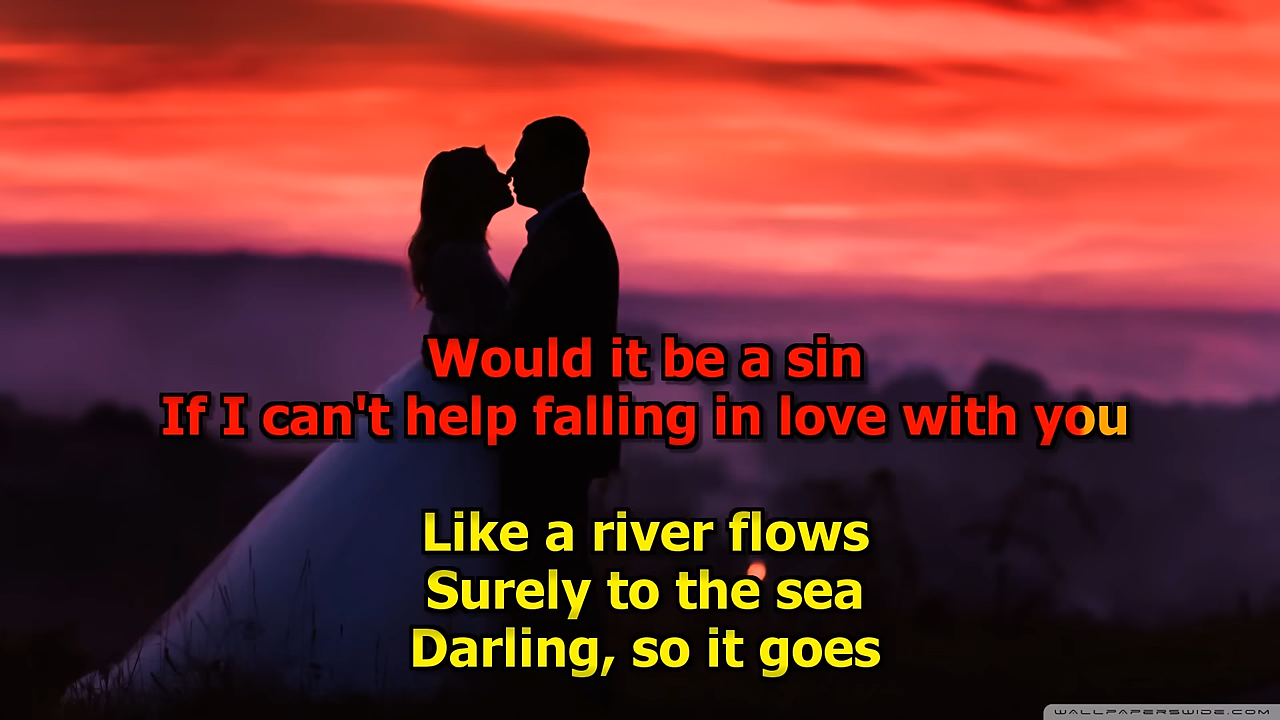 Would it be a sin
If I can't help falling in love with you
Like a river flows
Surely to the sea
Darling, so it goes
WALLPAPERSWIDE.COM